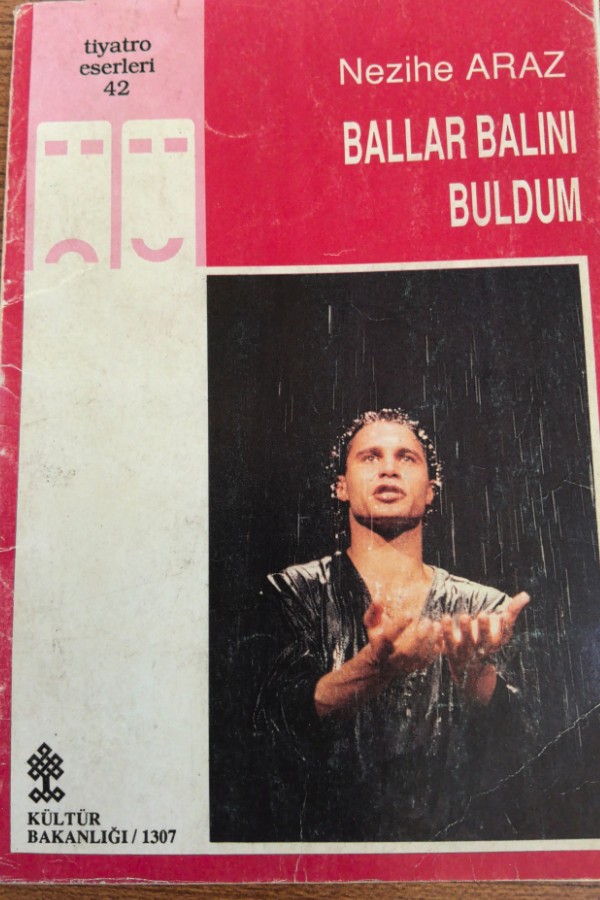 tiyatro
eserleri
42
Nezihe ARAZ
BALLAR BALINI
BULDUM
KÜLTÜR
BAKANLIĞI / 1307